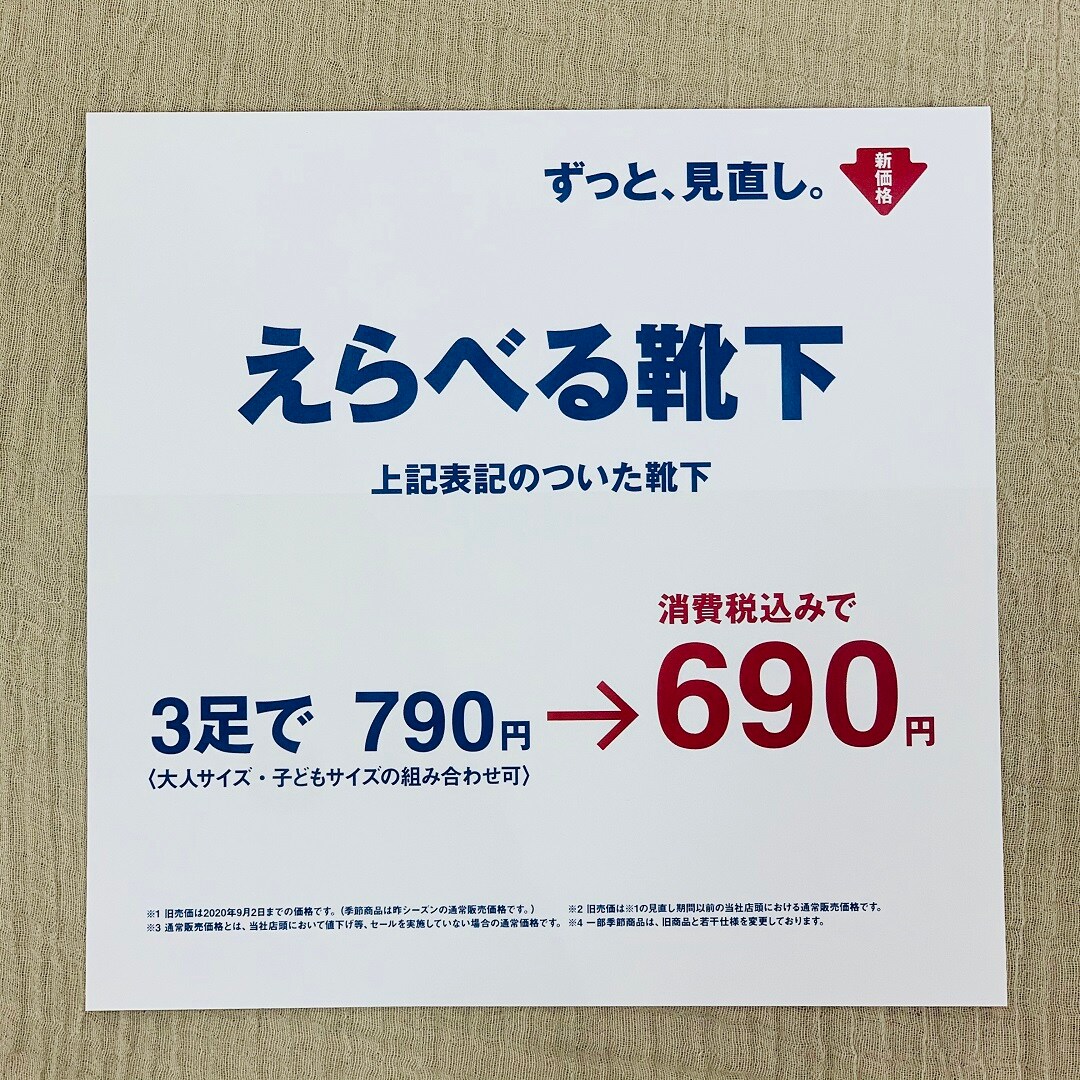 ずっと、見直し。
新価格
えらべる靴下
上記表記のついた靴下
消費税込みで
3足で 790円→690円
〈大人サイズ・子どもサイズの組み合わせ可〉
※1 旧売価は2020年9月2日までの価格です。(季節商品は昨シーズンの通常販売価格です。) ※2 旧売価は※1の見直し期間以前の当社店頭における通常販売価格です。
※3 通常販売価格とは、当社店頭において値下げ等、セールを実施していない場合の通常価格です。 ※4 一部季節商品は、旧商品と若干仕様を変更しております。